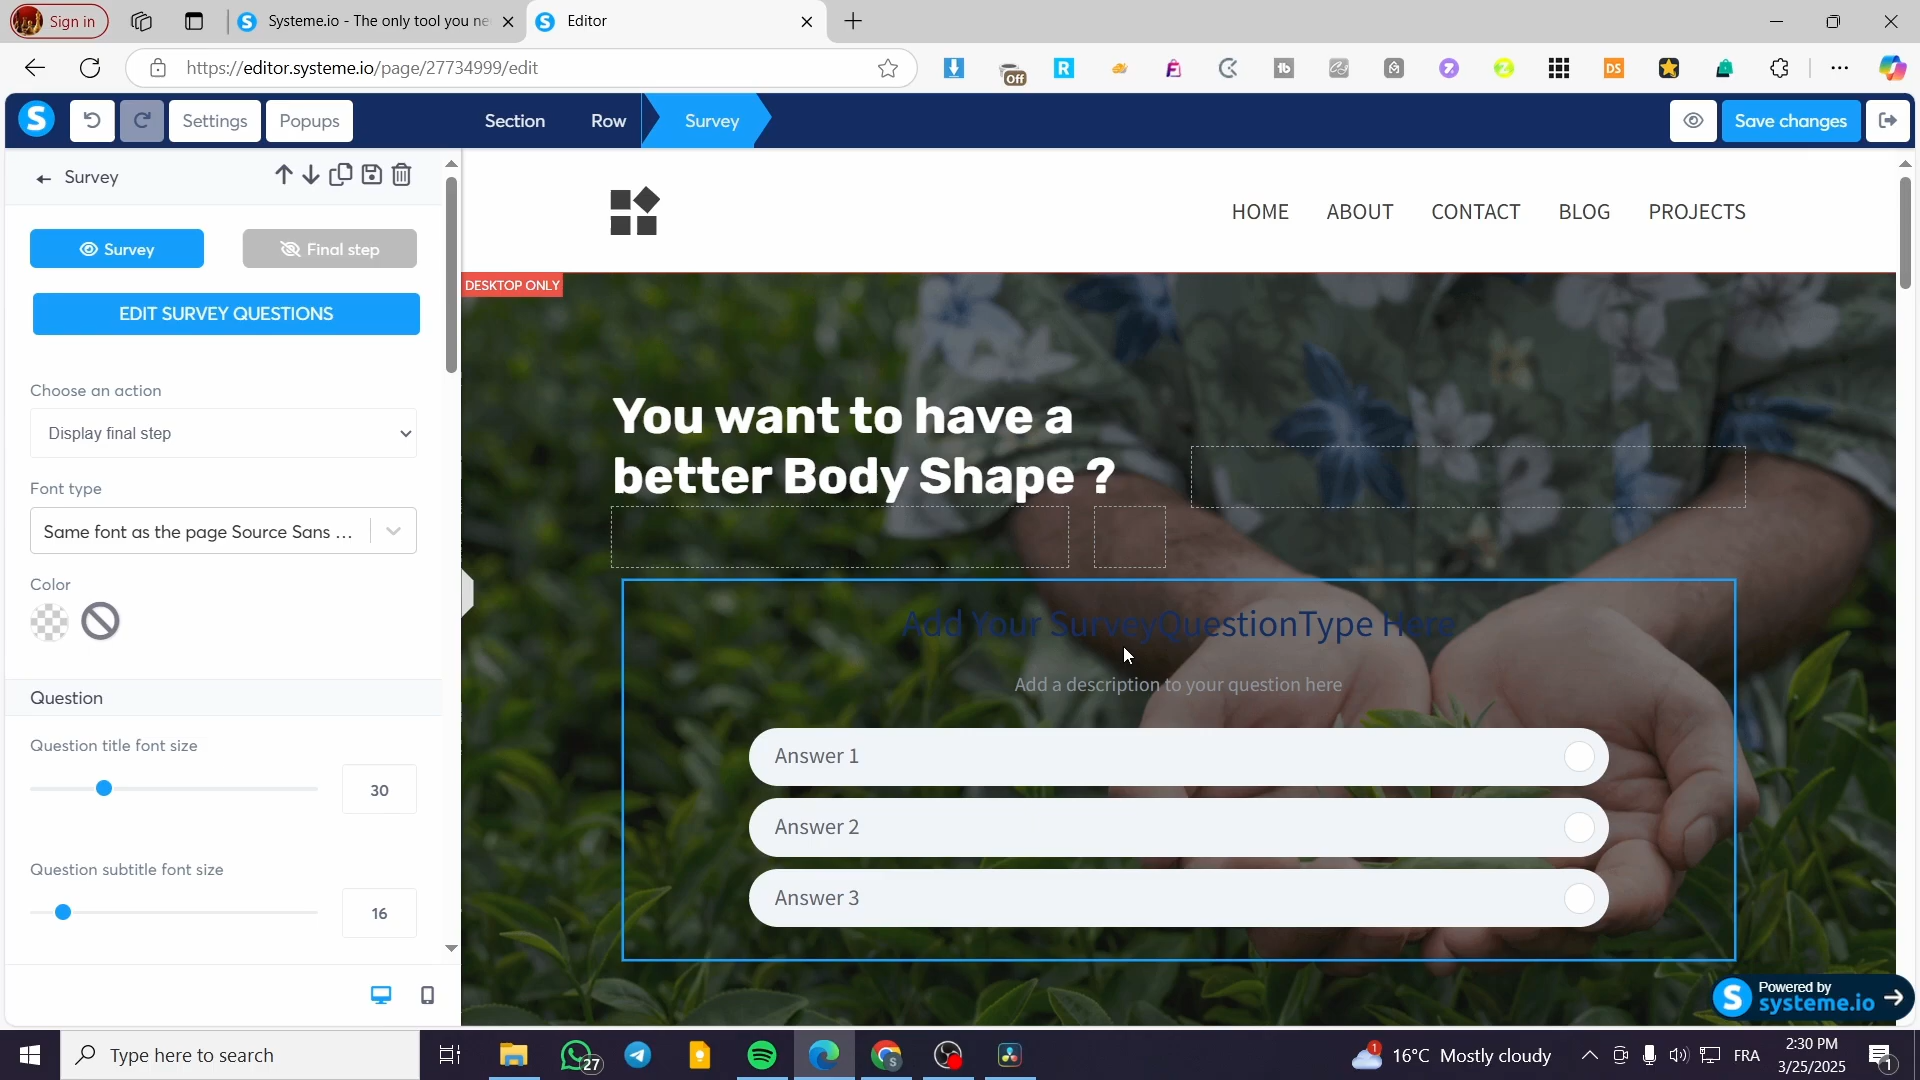 Sign in
Systeme.io - The only tool you ne
Editor
https://editor.systeme.io/page/27734999/edit
Off
R
tb
DS
S
Settings
Popups
Section
Row
Survey
Save changes
Survey
Survey
Final step
EDIT SURVEY QUESTIONS
Choose an action
Display final step
Font type
Same font as the page Source Sans ...
Color
Question
Question title font size
30
Question subtitle font size
16
HOME
ABOUT
CONTACT
BLOG
PROJECTS
DESKTOP ONLY
You want to have a
better Body Shape ?
Add Your SurveyQuestionType Here
Add a description to your question here
Answer 1
Answer 2
Answer 3
Powered by
systeme.io
Type here to search
27
1
16°C Mostly cloudy
FRA
2:30 PM
3/25/2025
1